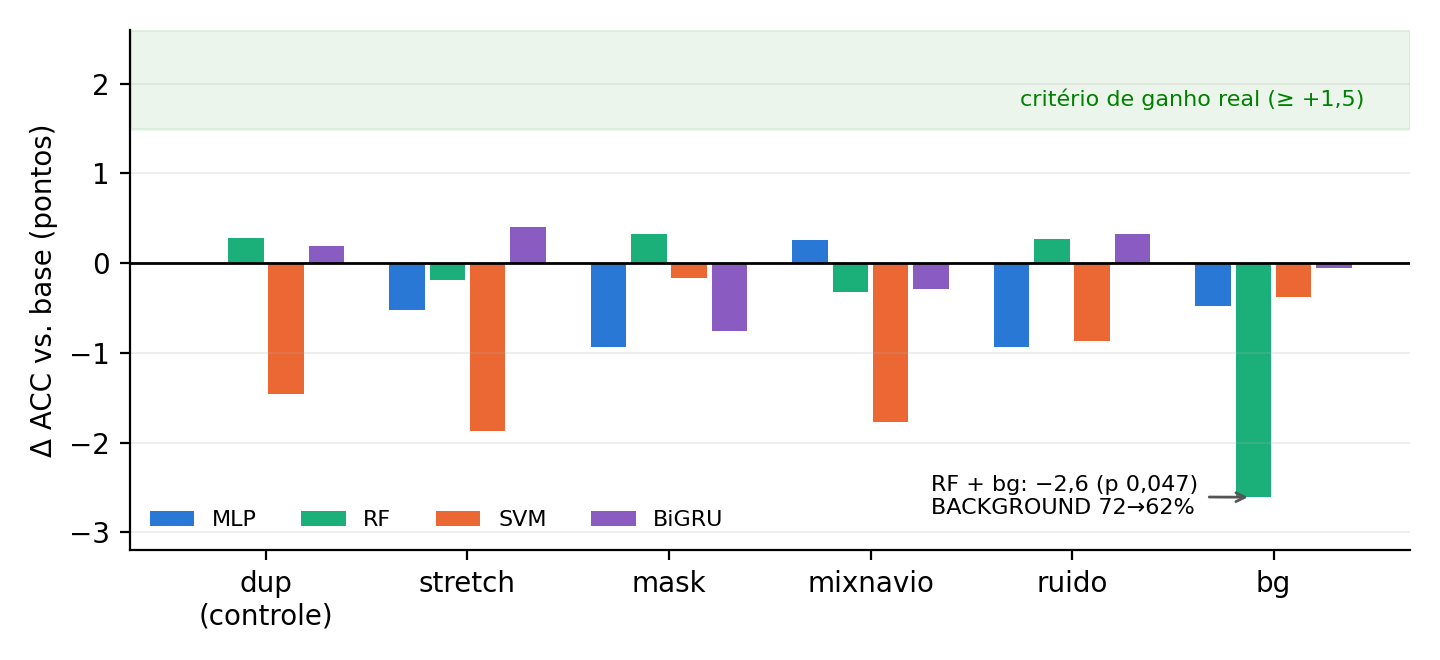 Δ ACC vs. base (pontos)
2
1
0
−1
−2
−3
critério de ganho real (≥ +1,5)
RF + bg: −2,6 (p 0,047)
BACKGROUND 72→62%
MLP RF SVM BiGRU
dup
(controle)
stretch
mask
mixnavio
ruido
bg